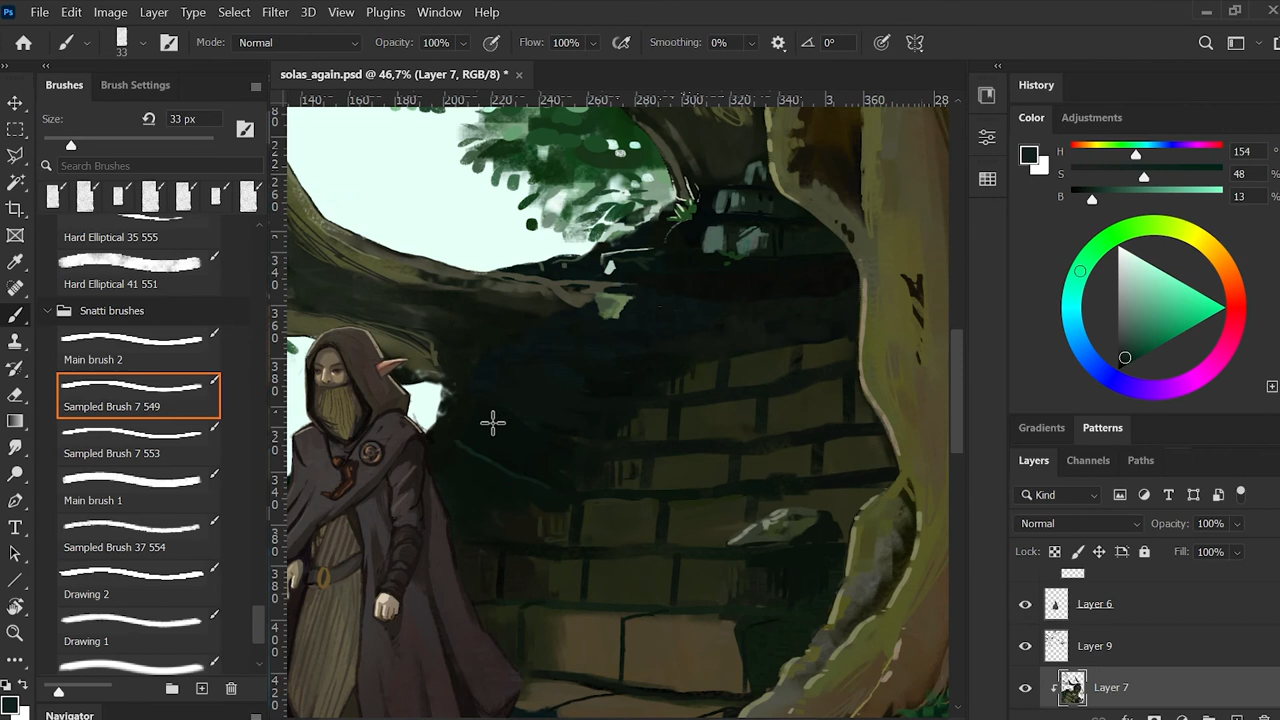 Ps File Edit Image Layer Type Select Filter 3D View Plugins Window Help
33 Mode: Normal Opacity: 100% Flow: 100% Smoothing: 0% 0°
solas_again.psd @ 46,7% (Layer 7, RGB/8) *
Brushes Brush Settings
Size: 33 px
Search Brushes
Hard Elliptical 35 555
Hard Elliptical 41 551
Snatti brushes
Main brush 2
Sampled Brush 7 549
Sampled Brush 7 553
Main brush 1
Sampled Brush 37 554
Drawing 2
Drawing 1
Navigator
140 160 180 200 220 240 260 280 300 320 340 3 360 28
History
Color Adjustments
H 154 °
S 48 %
B 13 %
Gradients Patterns
Layers Channels Paths
Kind
Normal Opacity: 100%
Lock: Fill: 100%
Layer 6
Layer 9
Layer 7